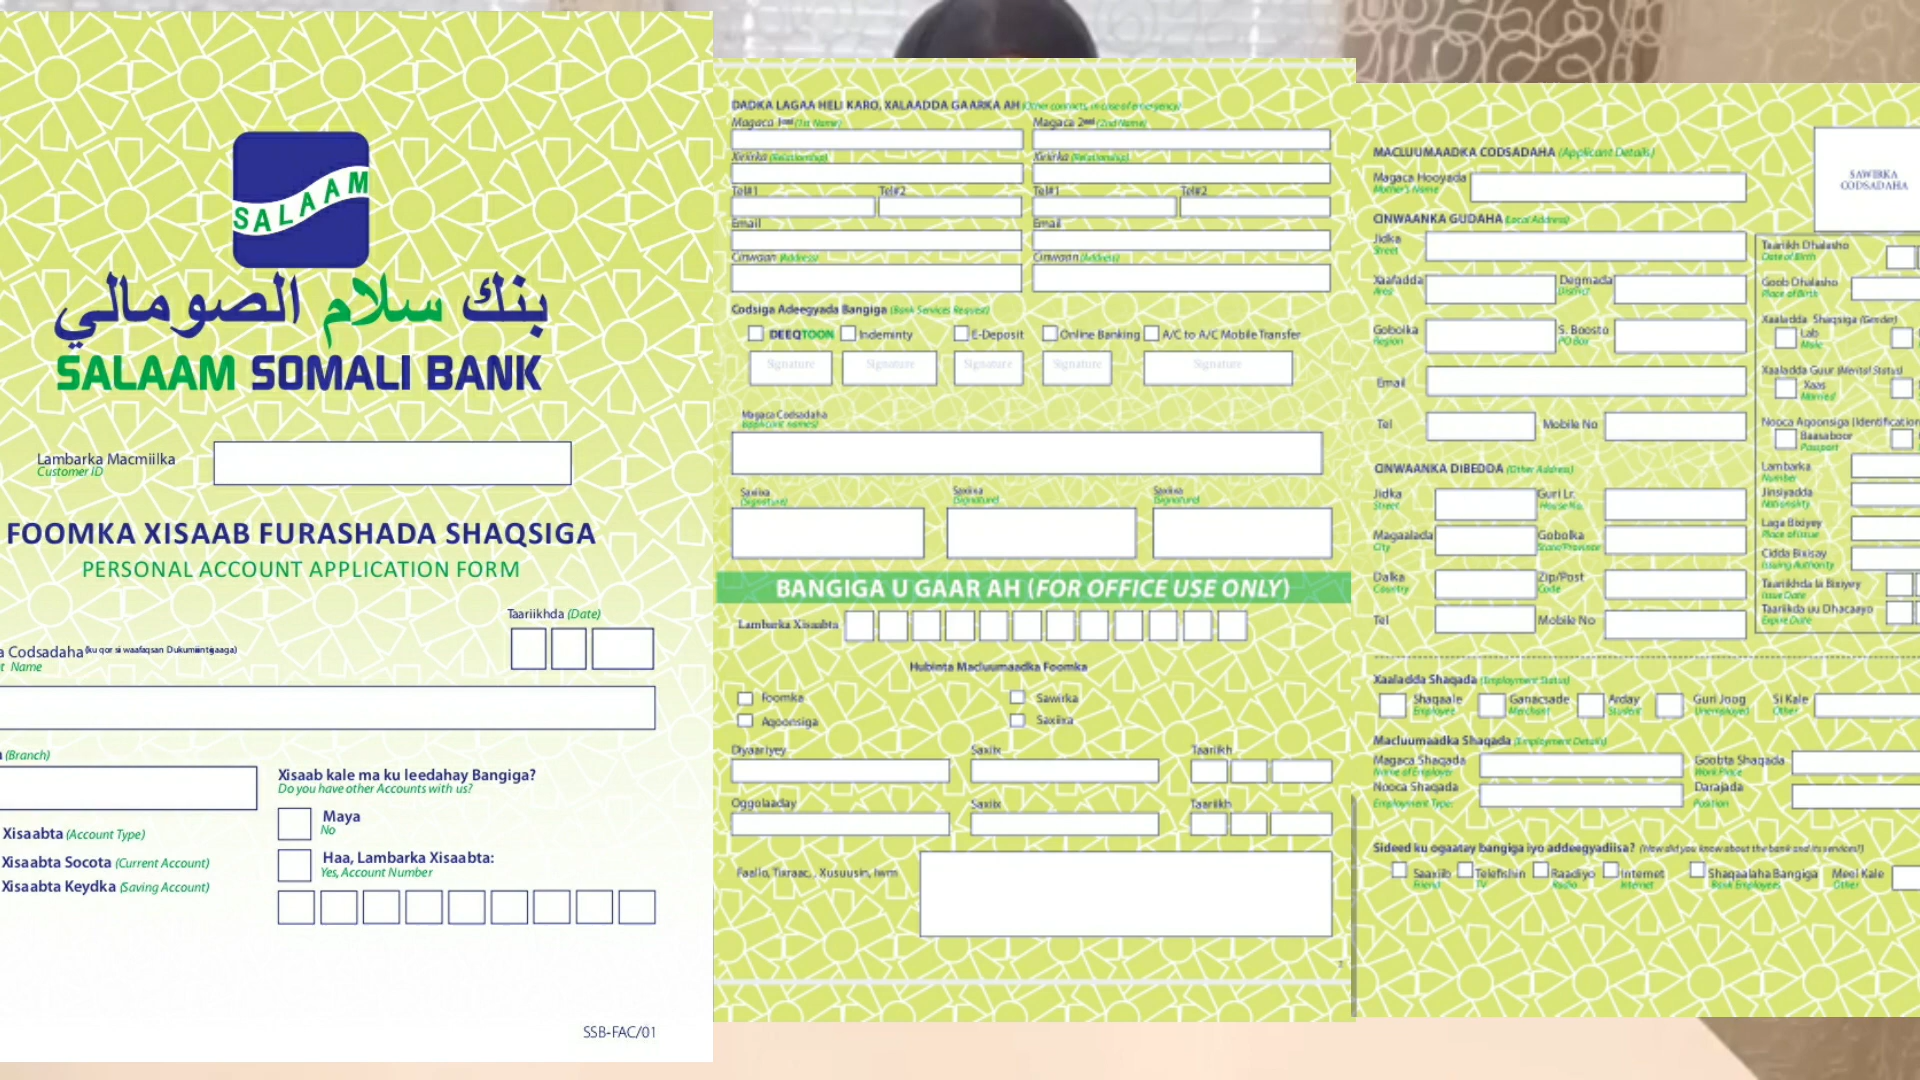 SALAAM
بنك سلام الصومالي
SALAAM SOMALI BANK
Lambarka Macmiilka
Customer ID
FOOMKA XISAAB FURASHADA SHAQSIGA
PERSONAL ACCOUNT APPLICATION FORM
Taariikhda (Date)
a Codsadaha (ku qor si waafaqsan Dukumiintigaaga)
t Name
(Branch)
Xisaab kale ma ku leedahay Bangiga?
Do you have other Accounts with us?
Maya
No
Xisaabta (Account Type)
Haa, Lambarka Xisaabta:
Yes, Account Number
Xisaabta Socota (Current Account)
Xisaabta Keydka (Saving Account)
SSB-FAC/01
DADKA LAGAA HELI KARO, XALAADDA GAARKA AH (Other contacts, in case of emergency)
Magaca 1aad (1st Name) Magaca 2aad (2nd Name)
Xiriirka (Relationship) Xiriirka (Relationship)
Tel#1 Tel#2 Tel#1 Tel#2
Email Email
Cinwaan (Address) Cinwaan (Address)
Codsiga Adeegyada Bangiga (Bank Services Request)
DEEQTOON Indeminty E-Deposit Online Banking A/C to A/C Mobile Transfer
Signature Signature Signature Signature Signature
Magaca Codsadaha
(Applicant names)
Saxiixa Saxiixa Saxiixa
(Signature) (Signature) (Signature)
BANGIGA U GAAR AH (FOR OFFICE USE ONLY)
Lambarka Xisaabta
Hubinta Macluumaadka Foomka
Foomka Sawirka
Aqoonsiga Saxiixa
Diyaariyey Saxiix Taariikh
Oggolaaday Saxiix Taariikh
Faallo, Tixraac, . Xusuusin, iwm
2
MACLUUMAADKA CODSADAHA (Applicant Details)
SAWIRKA
CODSADAHA
Magaca Hooyada
Mother's Name
CINWAANKA GUDAHA (Local Address)
Jidka
Street
Xaafadda Degmada
Area District
Gobolka S. Boosto
Region PO Box
Email
Tel Mobile No
CINWAANKA DIBEDDA (Other Address)
Jidka Guri Lr.
Street House No.
Magaalada Gobolka
City State/Province
Dalka Zip/Post
Country Code
Tel Mobile No
Taariikh Dhalasho
Date of Birth
Goob Dhalasho
Place of Birth
Xaaladda Shaqsiga (Gender)
Lab
Male
Xaaladda Guur (Merital Status)
Xaas
Married
Nooca Aqoonsiga (Identification
Baasaboor
Passport
Lambarka
Number
Jinsiyadda
Nationality
Laga Bixiyey
Place of issue
Cidda Bixisay
Issuing Authority
Taariikhda la Bixiyey
Issue Date
Taariikda uu Dhacaayo
Expire Date
Xaaladda Shaqada (Employment Status)
Shaqaale Ganacsade Arday Guri Joog Si Kale
Employee Merchant Student (Unemployed) Other
Macluumaadka Shaqada (Employment Details)
Magaca Shaqada Goobta Shaqada
Name of Employer Work Place
Nooca Shaqada Darajada
Employment Type: Position
Sideed ku ogaatay bangiga iyo addeegyadiisa? (How did you know about the bank and its services?)
Saaxiib Telefishin Raadiyo Internet Shaqaalaha Bangiga Meel Kale
Friend TV Radio Internet Bank Employees Other